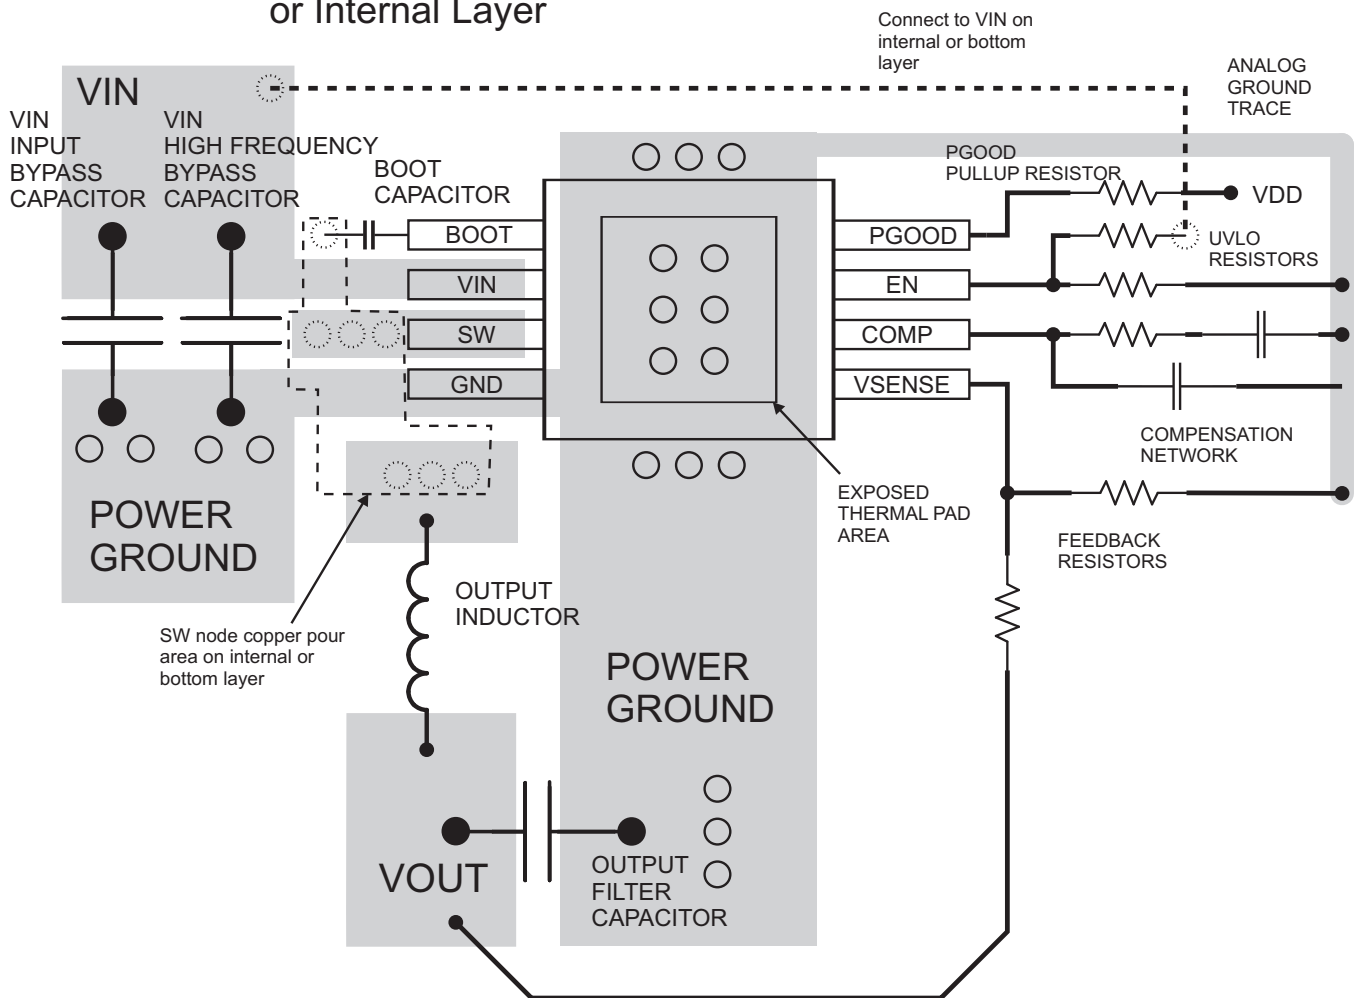 or Internal Layer
Connect to VIN on
internal or bottom
layer
ANALOG
GROUND
TRACE
VIN
VIN
INPUT
BYPASS
CAPACITOR
VIN
HIGH FREQUENCY
BYPASS
CAPACITOR
BOOT
CAPACITOR
PGOOD
PULLUP RESISTOR
VDD
BOOT
VIN
SW
GND
PGOOD
EN
COMP
VSENSE
UVLO
RESISTORS
COMPENSATION
NETWORK
EXPOSED
THERMAL PAD
AREA
FEEDBACK
RESISTORS
POWER
GROUND
OUTPUT
INDUCTOR
SW node copper pour
area on internal or
bottom layer
POWER
GROUND
VOUT
OUTPUT
FILTER
CAPACITOR